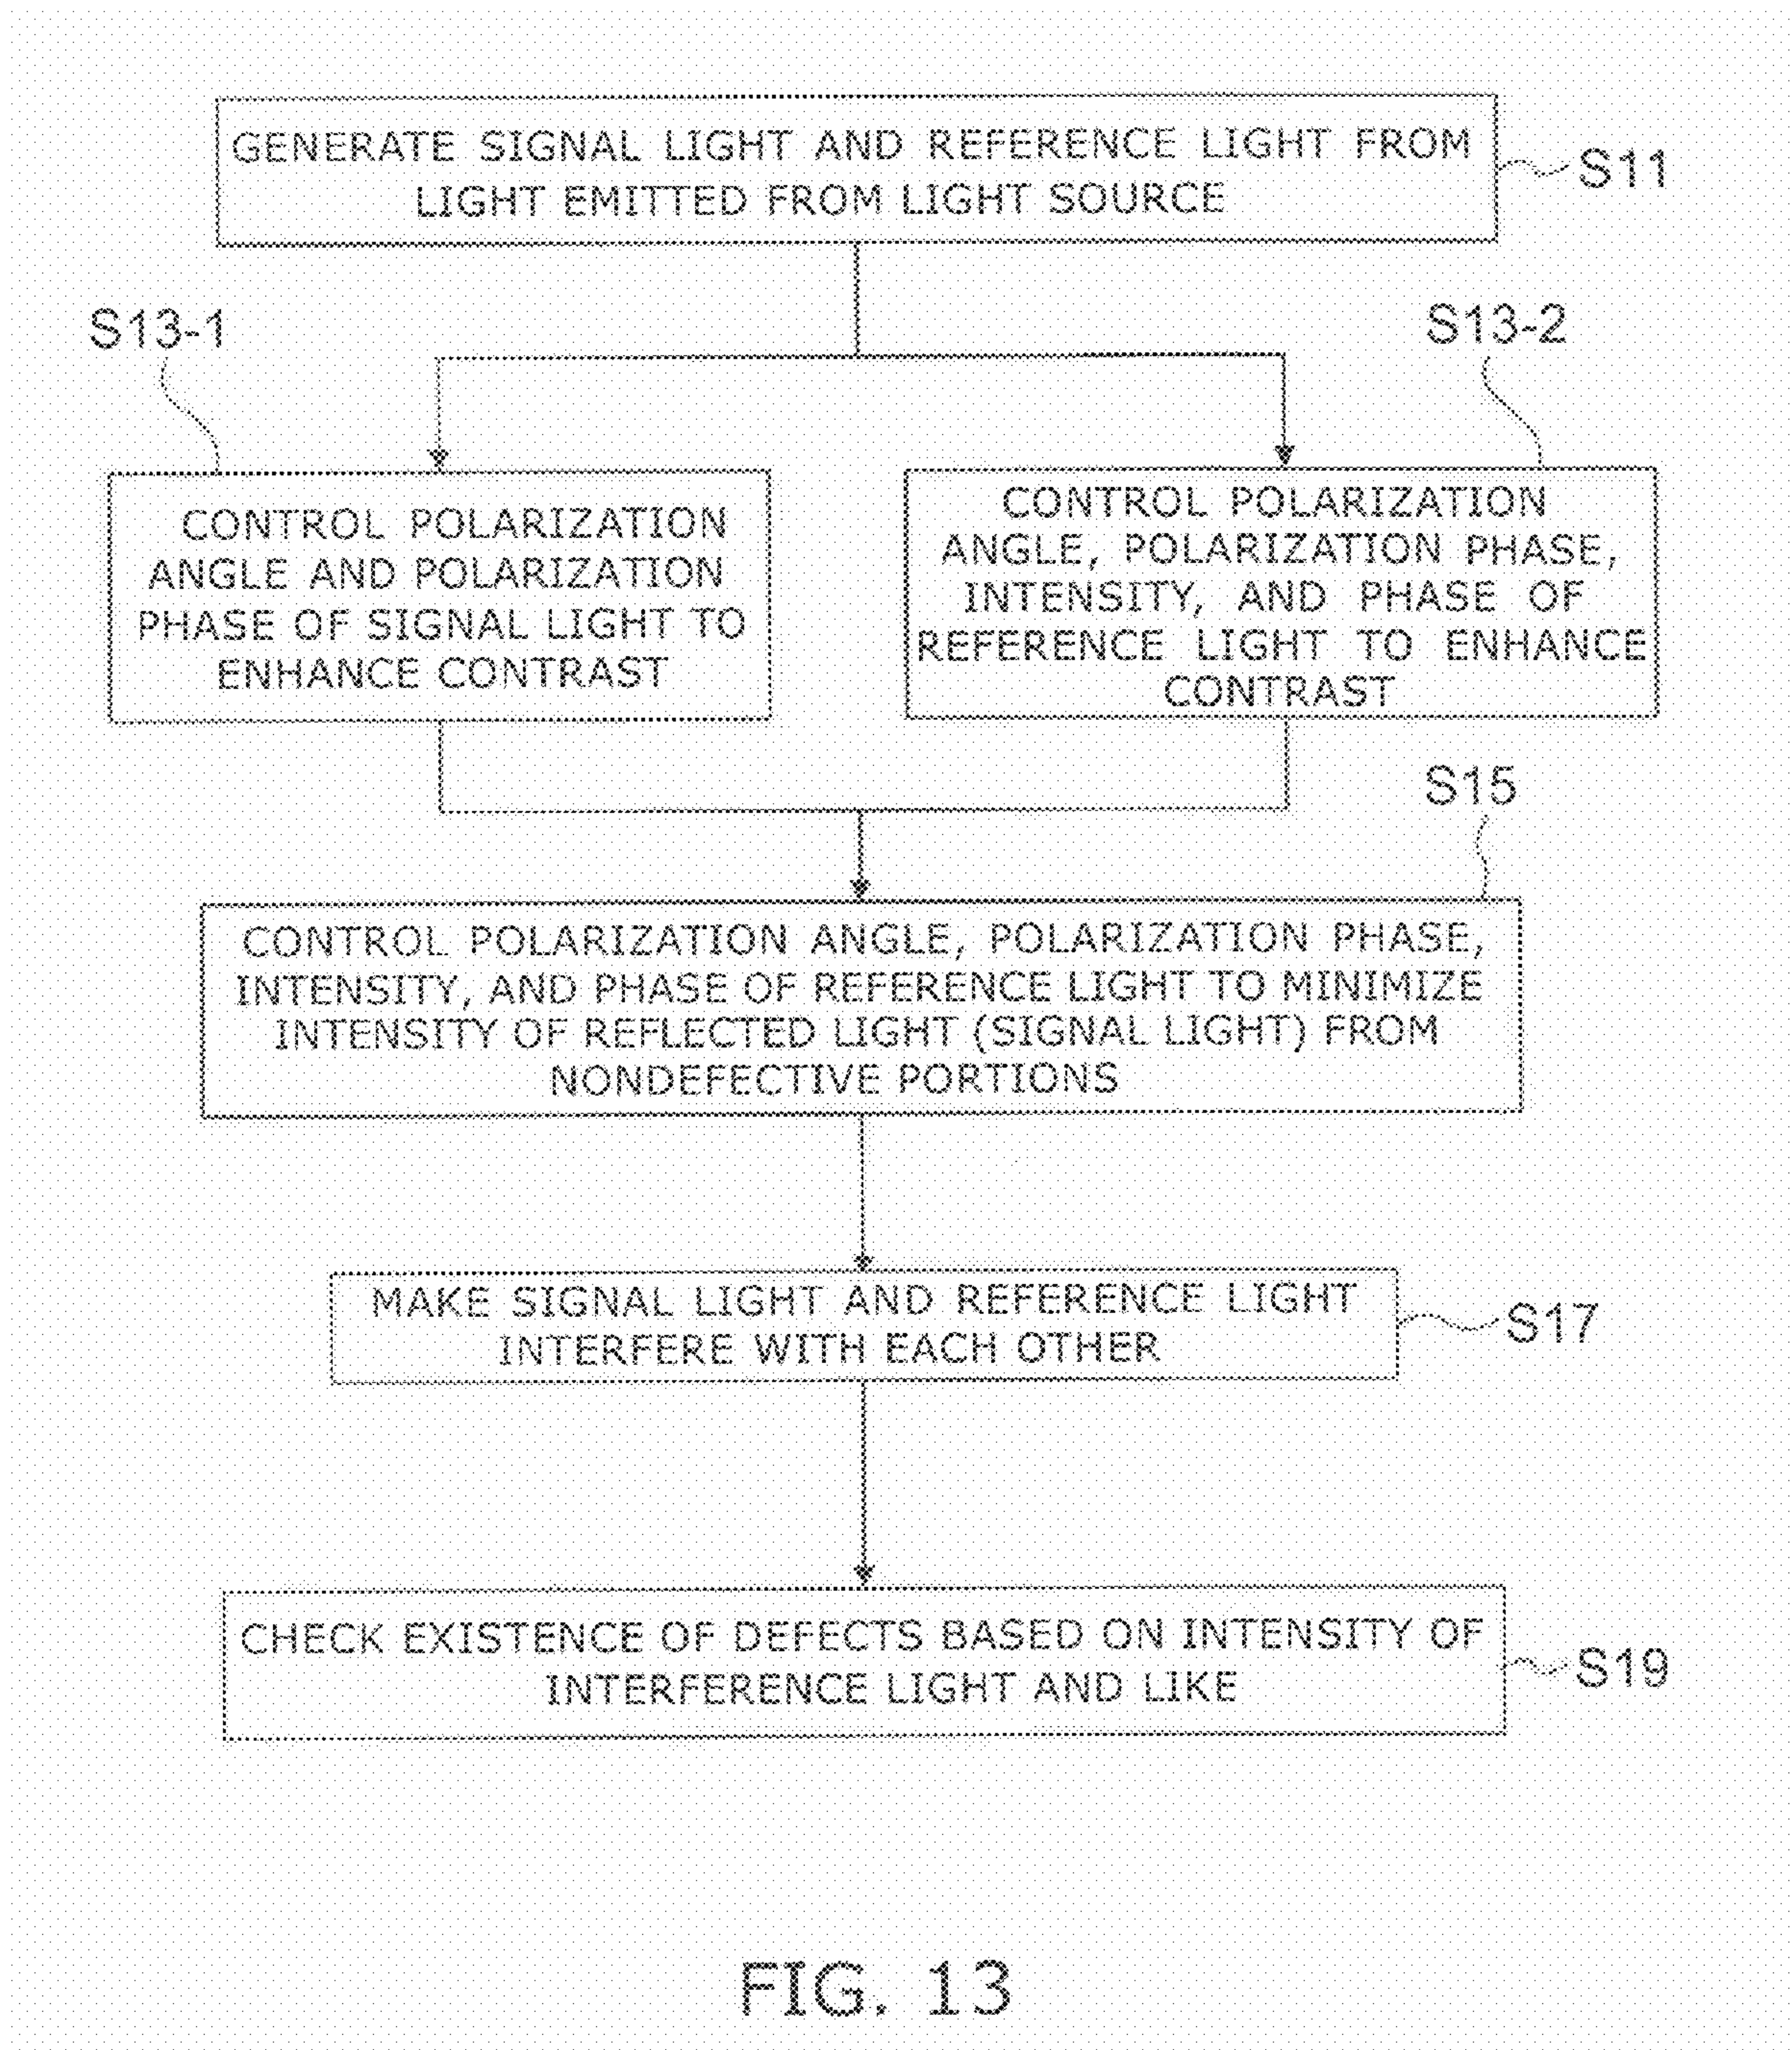 GENERATE SIGNAL LIGHT AND REFERENCE LIGHT FROM
LIGHT EMITTED FROM LIGHT SOURCE
S11
S13-1
S13-2
CONTROL POLARIZATION
ANGLE AND POLARIZATION
PHASE OF SIGNAL LIGHT TO
ENHANCE CONTRAST
CONTROL POLARIZATION
ANGLE, POLARIZATION PHASE,
INTENSITY, AND PHASE OF
REFERENCE LIGHT TO ENHANCE
CONTRAST
S15
CONTROL POLARIZATION ANGLE, POLARIZATION PHASE,
INTENSITY, AND PHASE OF REFERENCE LIGHT TO MINIMIZE
INTENSITY OF REFLECTED LIGHT (SIGNAL LIGHT) FROM
NONDEFECTIVE PORTIONS
MAKE SIGNAL LIGHT AND REFERENCE LIGHT
INTERFERE WITH EACH OTHER
S17
CHECK EXISTENCE OF DEFECTS BASED ON INTENSITY OF
INTERFERENCE LIGHT AND LIKE
S19
FIG. 13